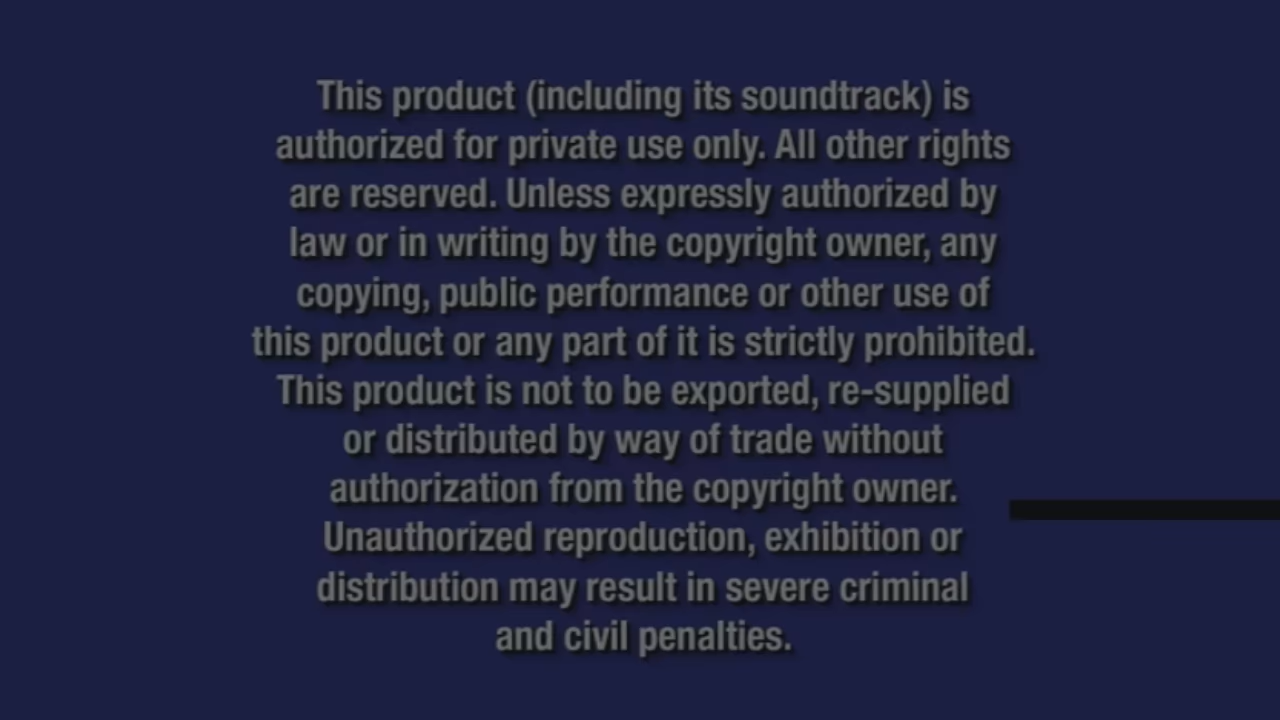 This product (including its soundtrack) is
authorized for private use only. All other rights
are reserved. Unless expressly authorized by
law or in writing by the copyright owner, any
copying, public performance or other use of
this product or any part of it is strictly prohibited.
This product is not to be exported, re-supplied
or distributed by way of trade without
authorization from the copyright owner.
Unauthorized reproduction, exhibition or
distribution may result in severe criminal
and civil penalties.